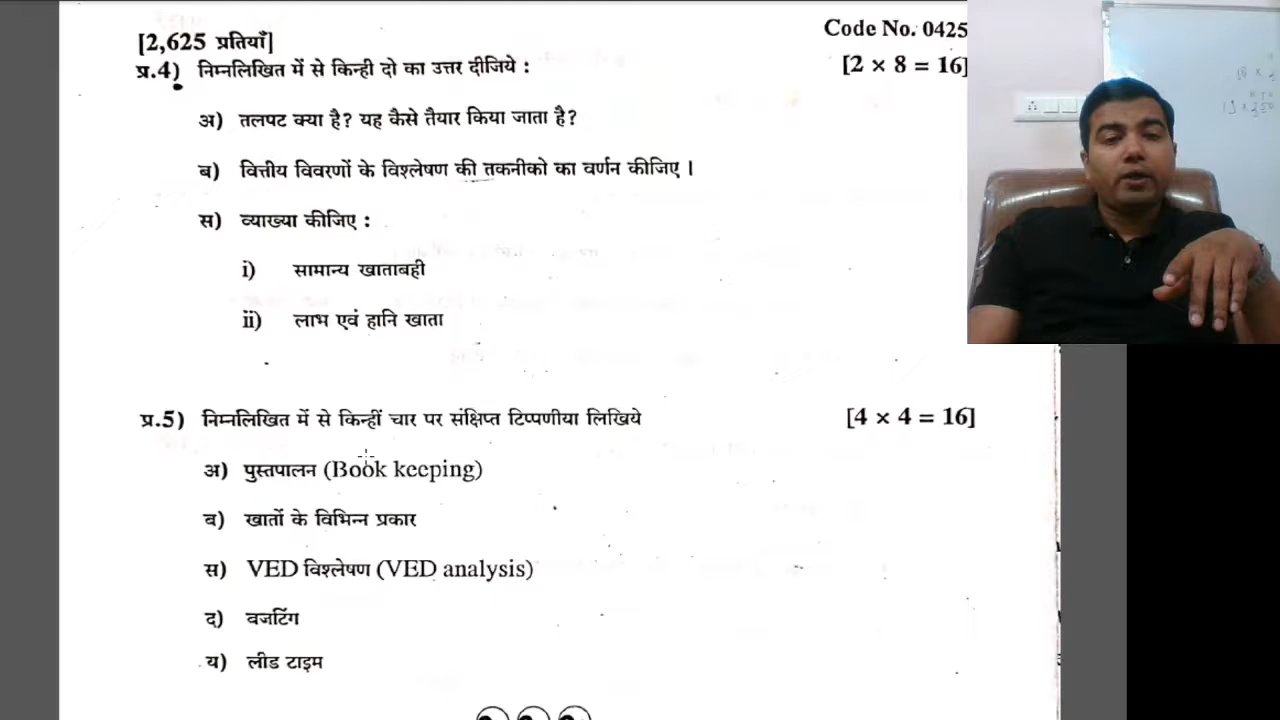 [2,625 प्रतियाँ]
Code No. 0425
प्र.4) निम्नलिखित में से किन्ही दो का उत्तर दीजिये : [2 × 8 = 16]
अ) तलपट क्या है? यह कैसे तैयार किया जाता है?
ब) वित्तीय विवरणों के विश्लेषण की तकनीको का वर्णन कीजिए ।
स) व्याख्या कीजिए :
i) सामान्य खाताबही
ii) लाभ एवं हानि खाता
प्र.5) निम्नलिखित में से किन्हीं चार पर संक्षिप्त टिप्पणीया लिखिये [4 × 4 = 16]
अ) पुस्तपालन (Book keeping)
ब) खातों के विभिन्न प्रकार
स) VED विश्लेषण (VED analysis)
द) बजटिंग
य) लीड टाइम